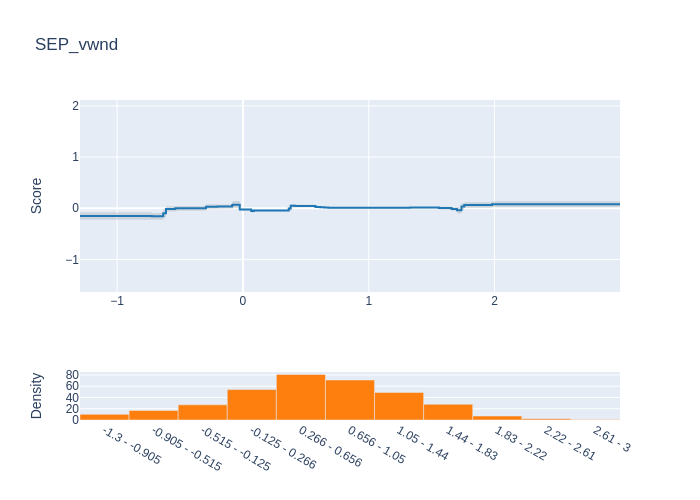 SEP_vwnd
Score
2
1
0
−1
−1
0
1
2
Density
80
60
40
20
0
-1.3 - -0.905
-0.905 - -0.515
-0.515 - -0.125
-0.125 - 0.266
0.266 - 0.656
0.656 - 1.05
1.05 - 1.44
1.44 - 1.83
1.83 - 2.22
2.22 - 2.61
2.61 - 3